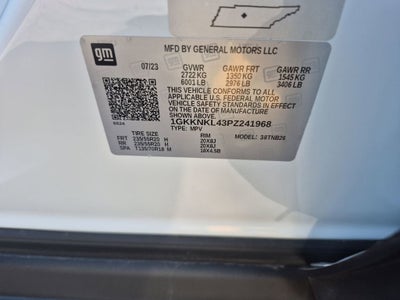 gm
MFD BY GENERAL MOTORS LLC
07/23 GVWR GAWR FRT GAWR RR
2722 KG 1350 KG 1545 KG
6001 LB 2976 LB 3406 LB
THIS VEHICLE CONFORMS TO ALL
APPLICABLE U.S. FEDERAL MOTOR
VEHICLE SAFETY AND THEFT
PREVENTION STANDARDS IN
EFFECT ON THE DATE OF
MANUFACTURE SHOWN ABOVE.
1GKKNKL43PZ241968
TYPE: MPV
TIRE SIZE RIM
FRT 235/55R20 H 20X8J
RR 235/55R20 H 20X8J
SPA T135/70R18 M 18X4.5B